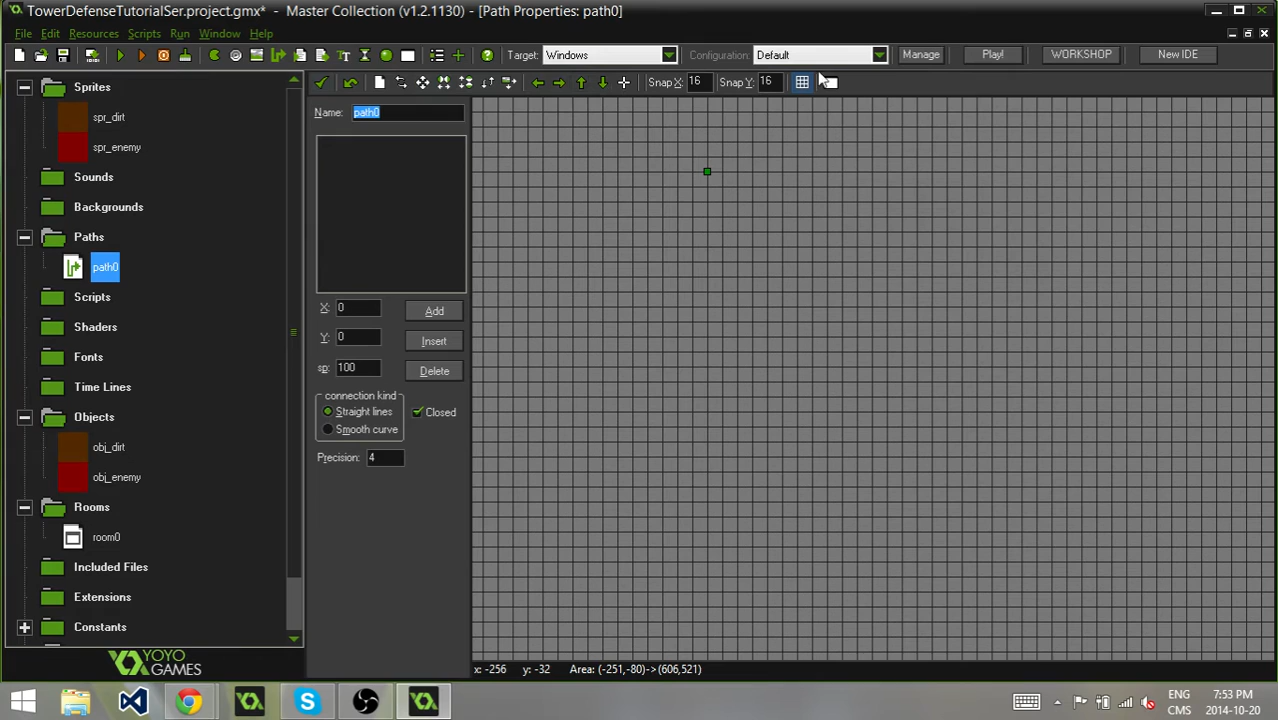 TowerDefenseTutorialSer.project.gmx* - Master Collection (v1.2.1130) - [Path Properties: path0]
File Edit Resources Scripts Run Window Help
Target: Windows Configuration: Default Manage Play! WORKSHOP New IDE
Snap X: 16 Snap Y: 16
Sprites
spr_dirt
spr_enemy
Sounds
Backgrounds
Paths
path0
Scripts
Shaders
Fonts
Time Lines
Objects
obj_dirt
obj_enemy
Rooms
room0
Included Files
Extensions
Constants
YOYO
GAMES
Name: path0
X: 0 Add
Y: 0 Insert
sp: 100 Delete
connection kind
Straight lines Closed
Smooth curve
Precision: 4
x: -256 y: -32 Area: (-251,-80)->(606,521)
ENG 7:53 PM
CMS 2014-10-20